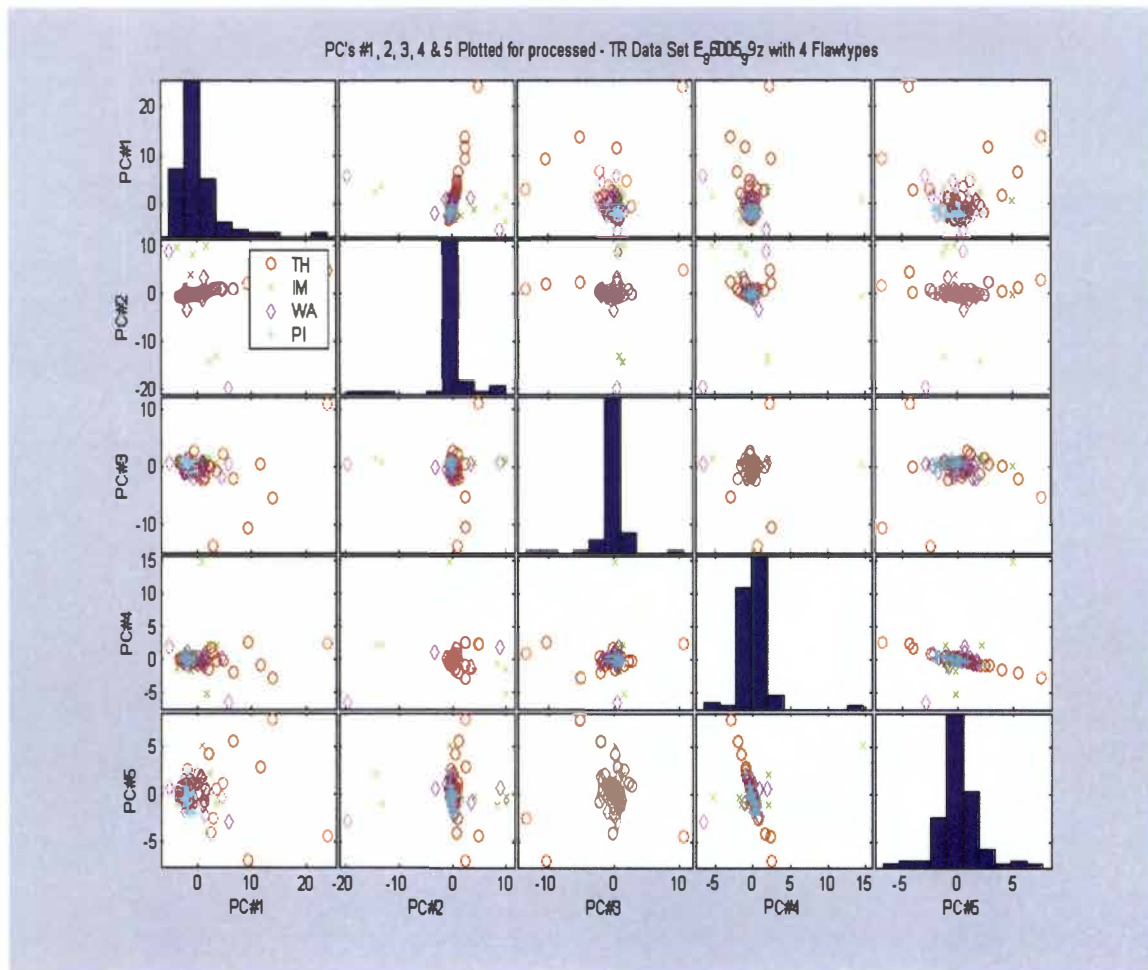 PC's #1, 2, 3, 4 & 5 Plotted for processed - TR Data Set E9600599z with 4 Flawtypes
20
10
0
PC#1
10
0
-10
-20
PC#2
TH
IM
WA
PI
10
0
-10
PC#3
15
10
5
0
-5
PC#4
5
0
-5
PC#5
0 10 20
-20 -10 0 10
-10 0 10
-5 0 5 10
-5 0 5
PC#1 PC#2 PC#3 PC#4 PC#5